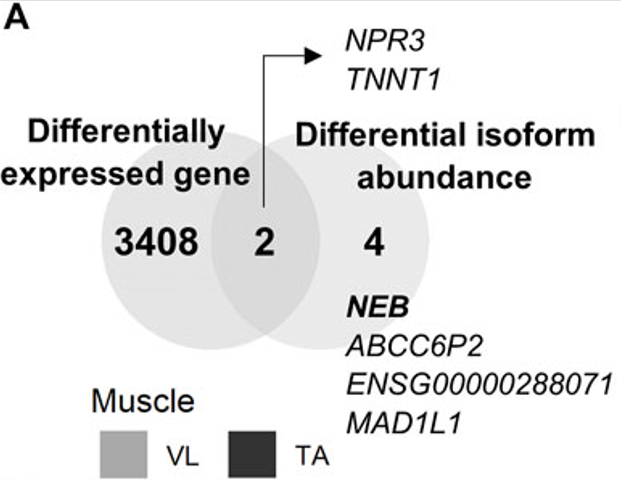 A
NPR3
TNNT1
Differentially
expressed gene
Differential isoform
abundance
3408
2
4
NEB
ABCC6P2
ENSG00000288071
MAD1L1
Muscle
VL
TA